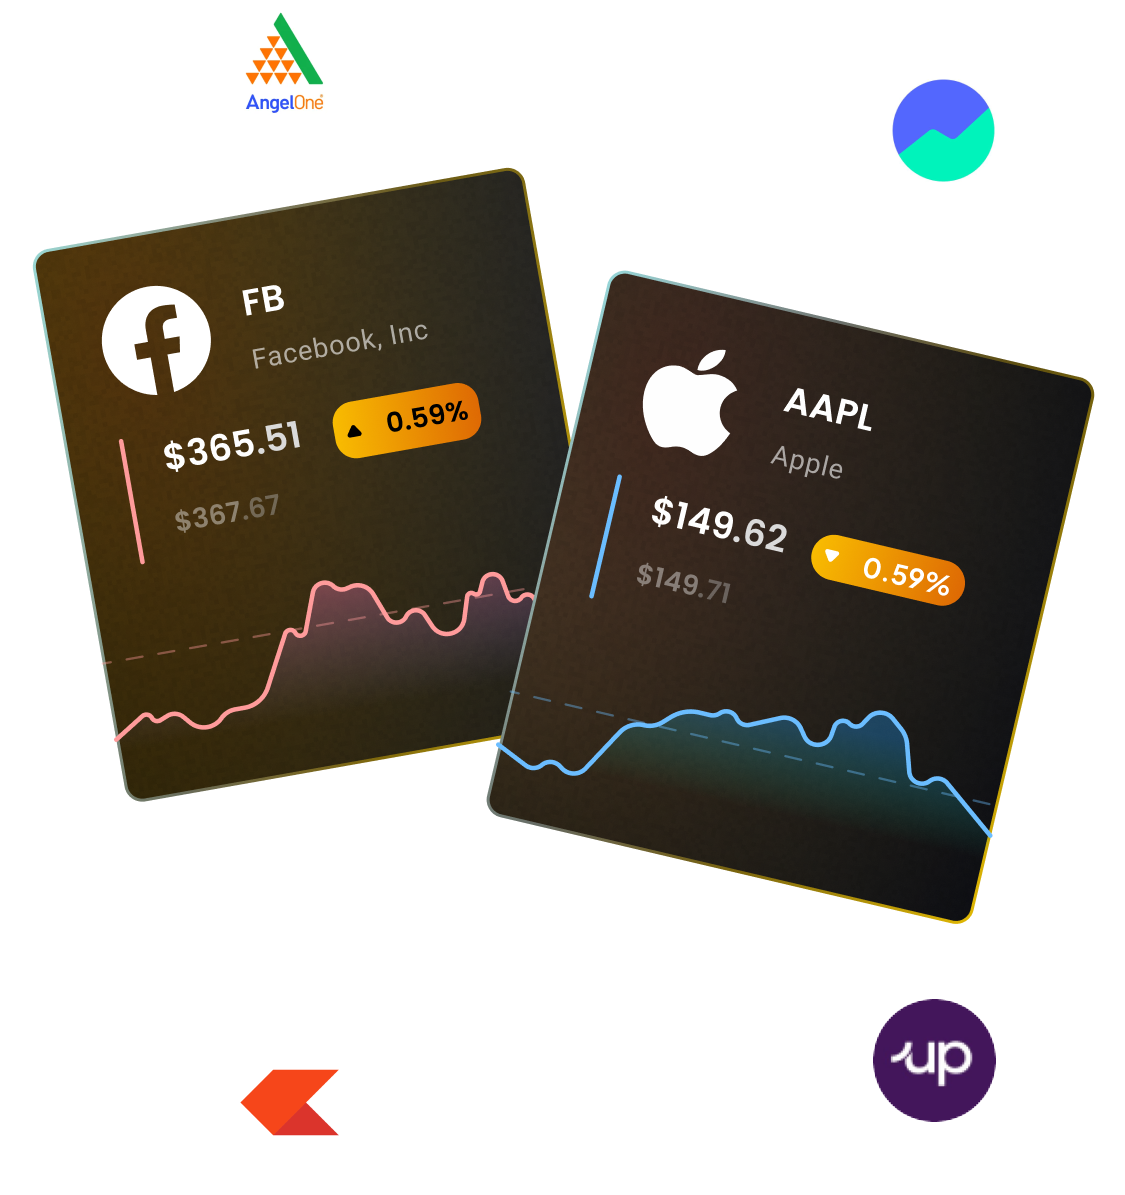 AngelOne
FB
Facebook, Inc
$365.51
0.59%
$367.67
AAPL
Apple
$149.62
0.59%
$149.71
up